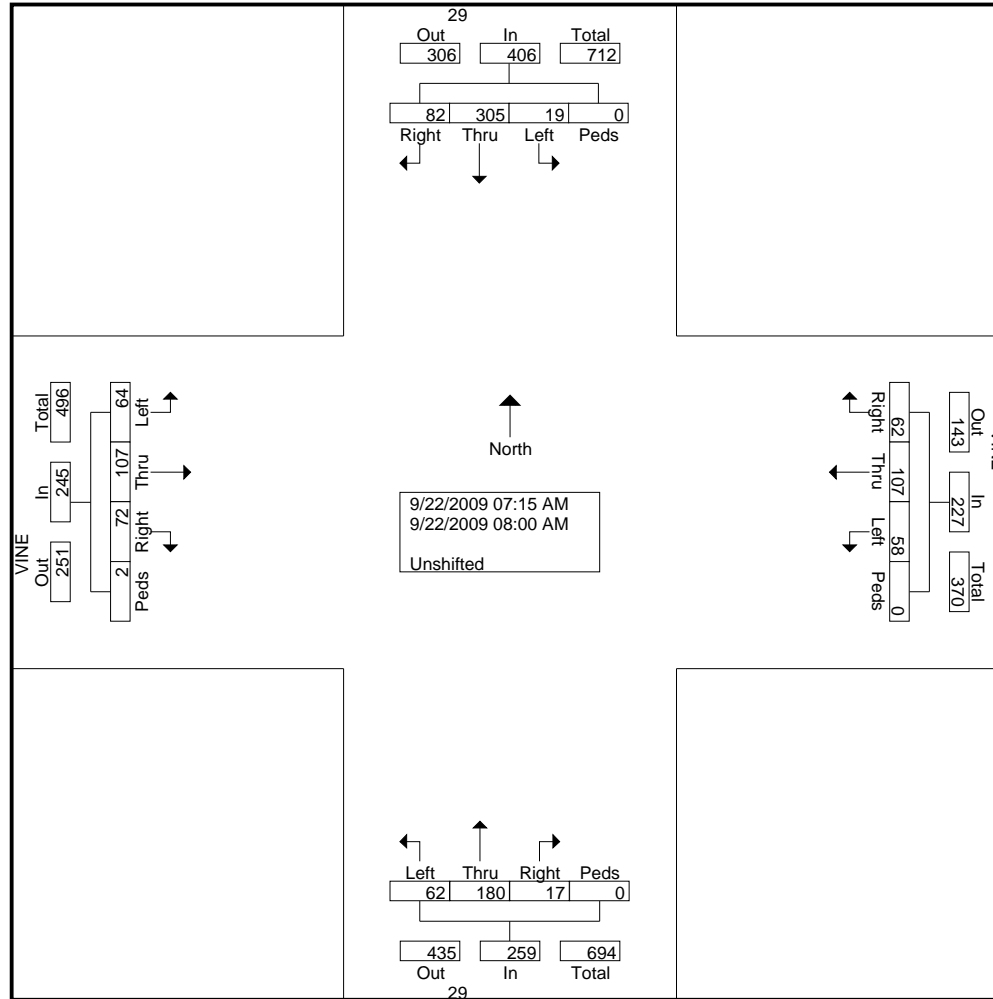 29
Out In Total
306 406 712
82 305 19 0
Right Thru Left Peds
VINE
Out In Total
251 245 496
2 72 107 64
Peds Right Thru Left
North
9/22/2009 07:15 AM
9/22/2009 08:00 AM
Unshifted
Out In Total
143 227 370
62 107 58 0
Right Thru Left Peds
Left Thru Right Peds
62 180 17 0
435 259 694
Out In Total
29